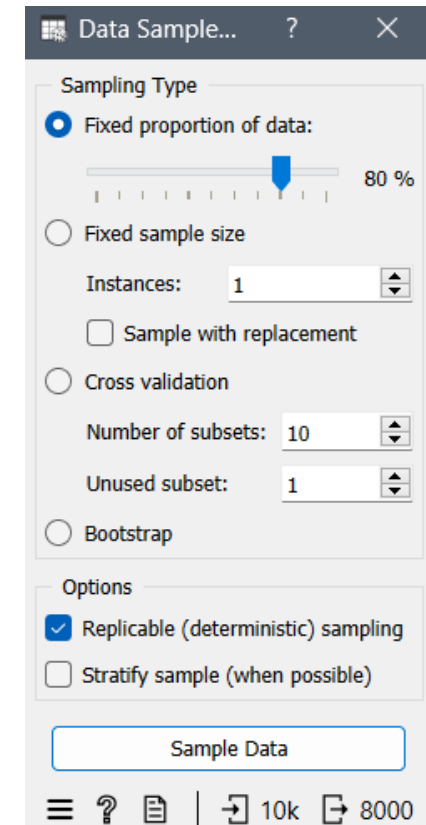 Data Sample... ?
Sampling Type
Fixed proportion of data:
80 %
Fixed sample size
Instances: 1
Sample with replacement
Cross validation
Number of subsets: 10
Unused subset: 1
Bootstrap
Options
Replicable (deterministic) sampling
Stratify sample (when possible)
Sample Data
? 10k 8000